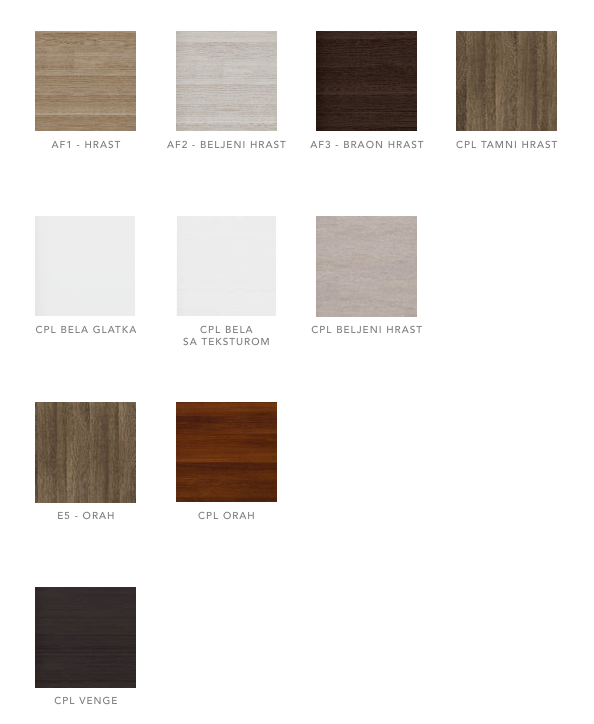 AF1 - HRAST
AF2 - BELJENI HRAST
AF3 - BRAON HRAST
CPL TAMNI HRAST
CPL BELA GLATKA
CPL BELA
SA TEKSTUROM
CPL BELJENI HRAST
E5 - ORAH
CPL ORAH
CPL VENGE